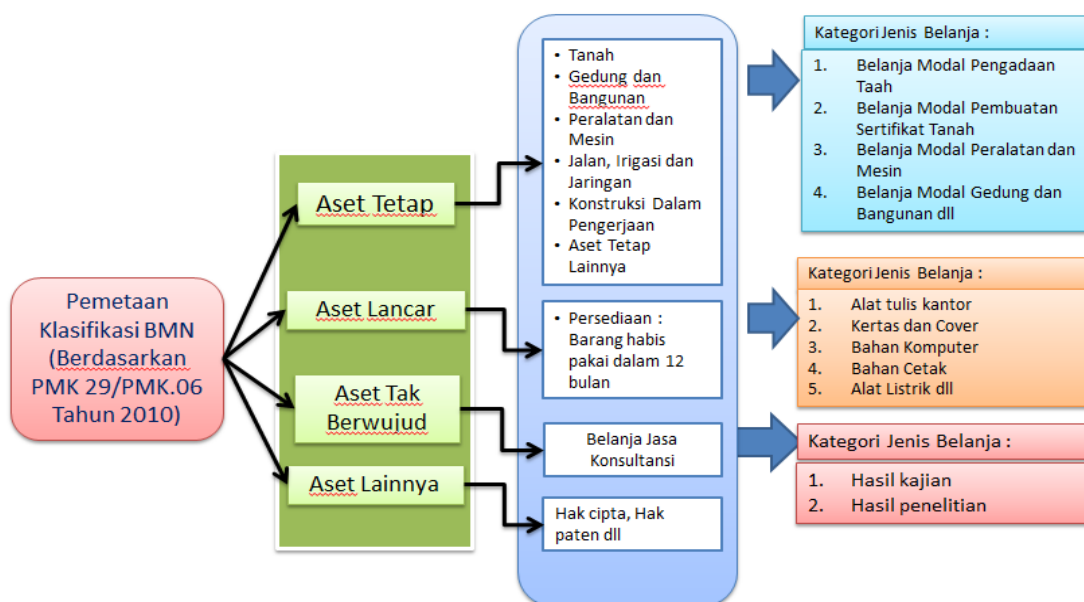 Pemetaan
Klasifikasi BMN
(Berdasarkan
PMK 29/PMK.06
Tahun 2010)
Aset Tetap
Aset Lancar
Aset Tak
Berwujud
Aset Lainnya
• Tanah
• Gedung dan
Bangunan
• Peralatan dan
Mesin
• Jalan, Irigasi dan
Jaringan
• Konstruksi Dalam
Pengerjaan
• Aset Tetap
Lainnya
• Persediaan :
Barang habis
pakai dalam 12
bulan
Belanja Jasa
Konsultansi
Hak cipta, Hak
paten dll
Kategori Jenis Belanja :
1. Belanja Modal Pengadaan
Taah
2. Belanja Modal Pembuatan
Sertifikat Tanah
3. Belanja Modal Peralatan dan
Mesin
4. Belanja Modal Gedung dan
Bangunan dll
Kategori Jenis Belanja :
1. Alat tulis kantor
2. Kertas dan Cover
3. Bahan Komputer
4. Bahan Cetak
5. Alat Listrik dll
Kategori Jenis Belanja :
1. Hasil kajian
2. Hasil penelitian